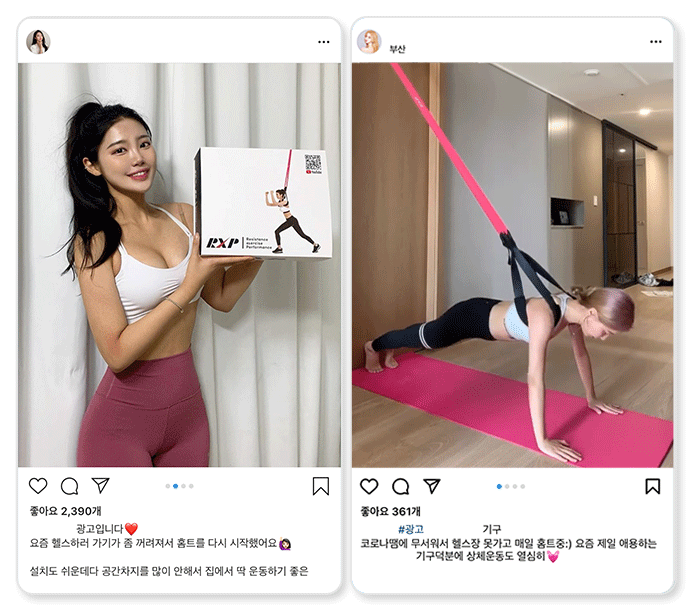 부산
YouTube
RXP
Resistance
exercise
Performance
좋아요 2,390개
광고입니다❤️
요즘 헬스하러 가기가 좀 꺼려져서 홈트를 다시 시작했어요🙋🏻‍♀️
설치도 쉬운데다 공간차지를 많이 안해서 집에서 딱 운동하기 좋은
좋아요 361개
#광고 기구
코로나땜에 무서워서 헬스장 못가고 매일 홈트중:) 요즘 제일 애용하는
기구덕분에 상체운동도 열심히💓